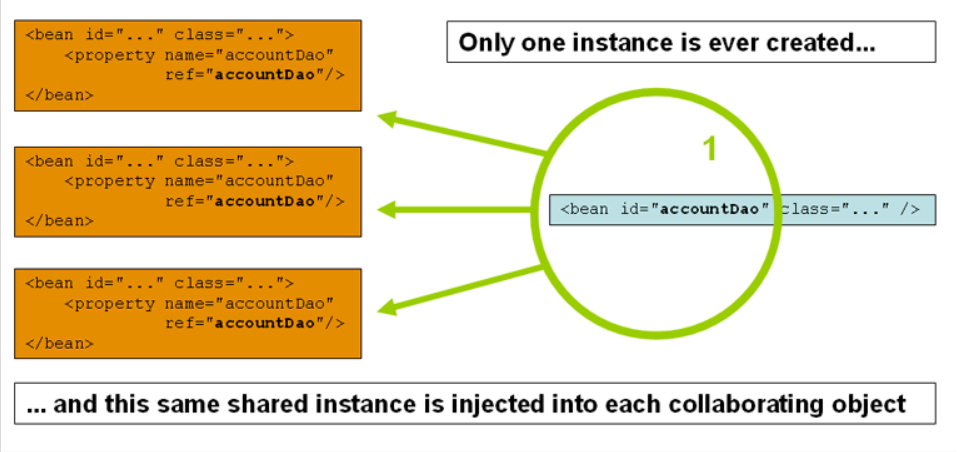 <bean id="..." class="...">
<property name="accountDao"
ref="accountDao"/>
</bean>
Only one instance is ever created...
1
<bean id="..." class="...">
<property name="accountDao"
ref="accountDao"/>
</bean>
<bean id="accountDao" class="..." />
<bean id="..." class="...">
<property name="accountDao"
ref="accountDao"/>
</bean>
... and this same shared instance is injected into each collaborating object